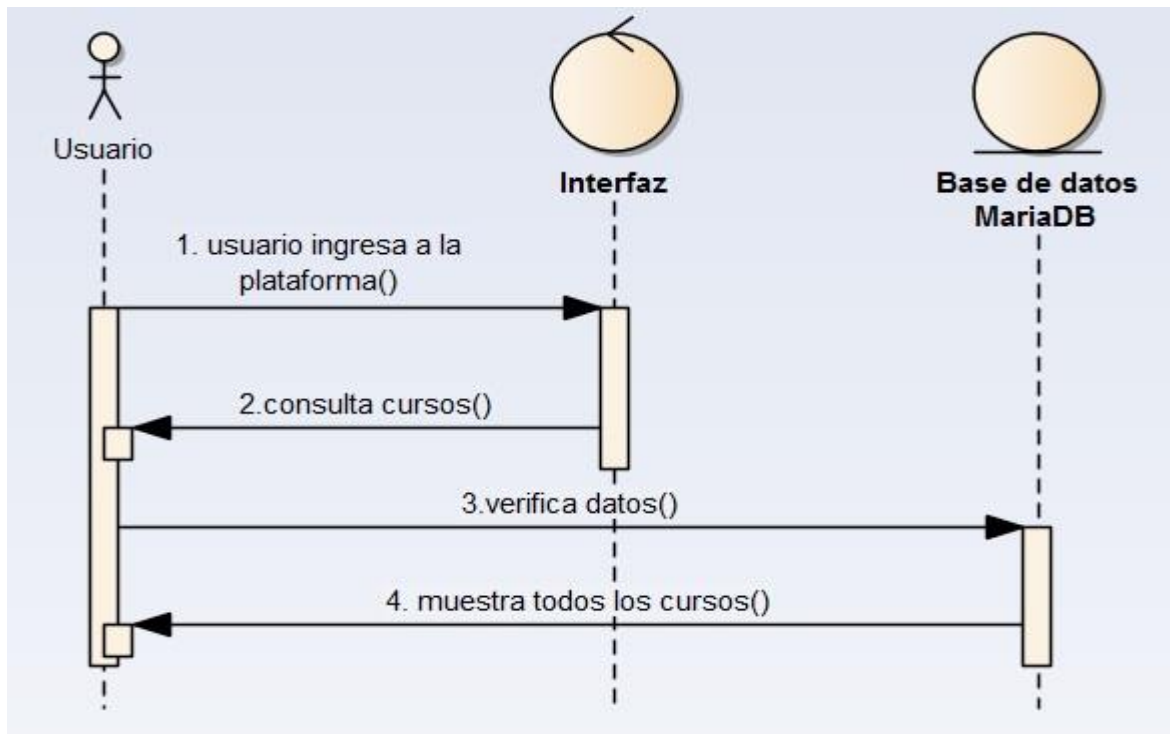 Usuario
Interfaz
Base de datos
MariaDB
1. usuario ingresa a la
plataforma()
2.consulta cursos()
3.verifica datos()
4. muestra todos los cursos()